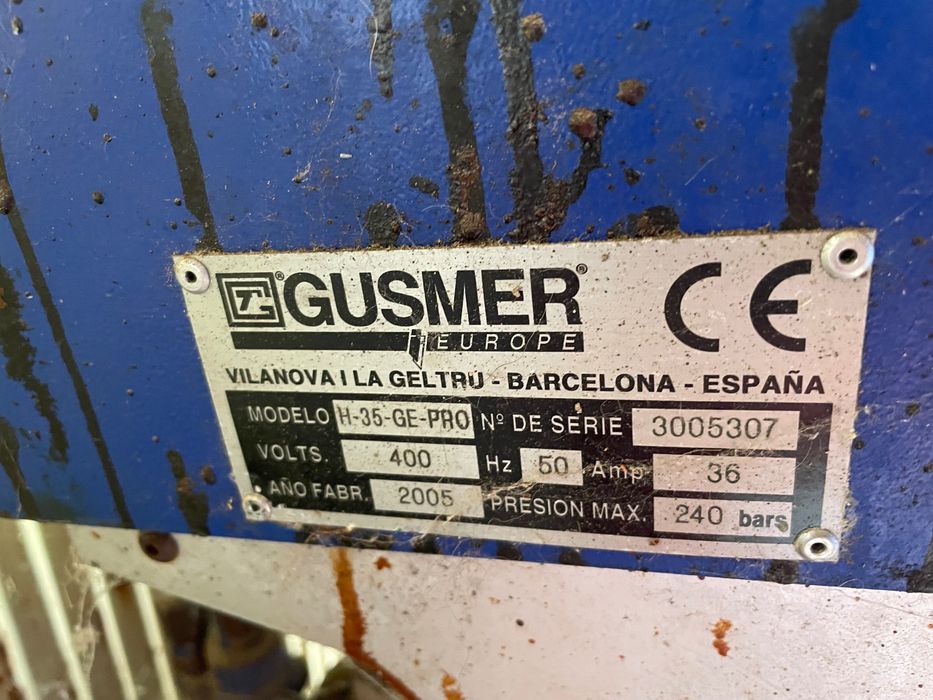 GUSMER®
EUROPE
CE
VILANOVA I LA GELTRU - BARCELONA - ESPAÑA
MODELO H-35-GE-PRO Nº DE SERIE 3005307
VOLTS. 400 Hz 50 Amp 36
AÑO FABR. 2005 PRESION MAX. 240 bars